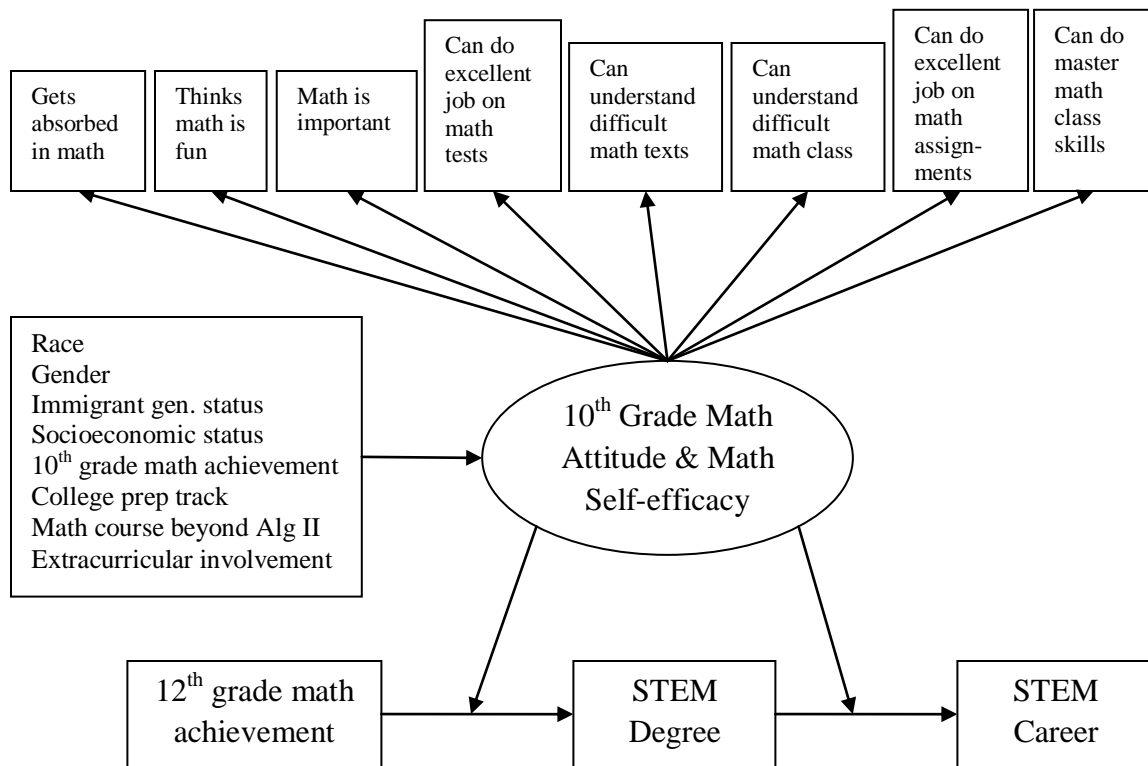 Gets
absorbed
in math
Thinks
math is
fun
Math is
important
Can do
excellent
job on
math
tests
Can
understand
difficult
math texts
Can
understand
difficult
math class
Can do
excellent
job on
math
assign-
ments
Can do
master
math
class
skills
Race
Gender
Immigrant gen. status
Socioeconomic status
10th grade math achievement
College prep track
Math course beyond Alg II
Extracurricular involvement
10th Grade Math
Attitude & Math
Self-efficacy
12th grade math
achievement
STEM
Degree
STEM
Career